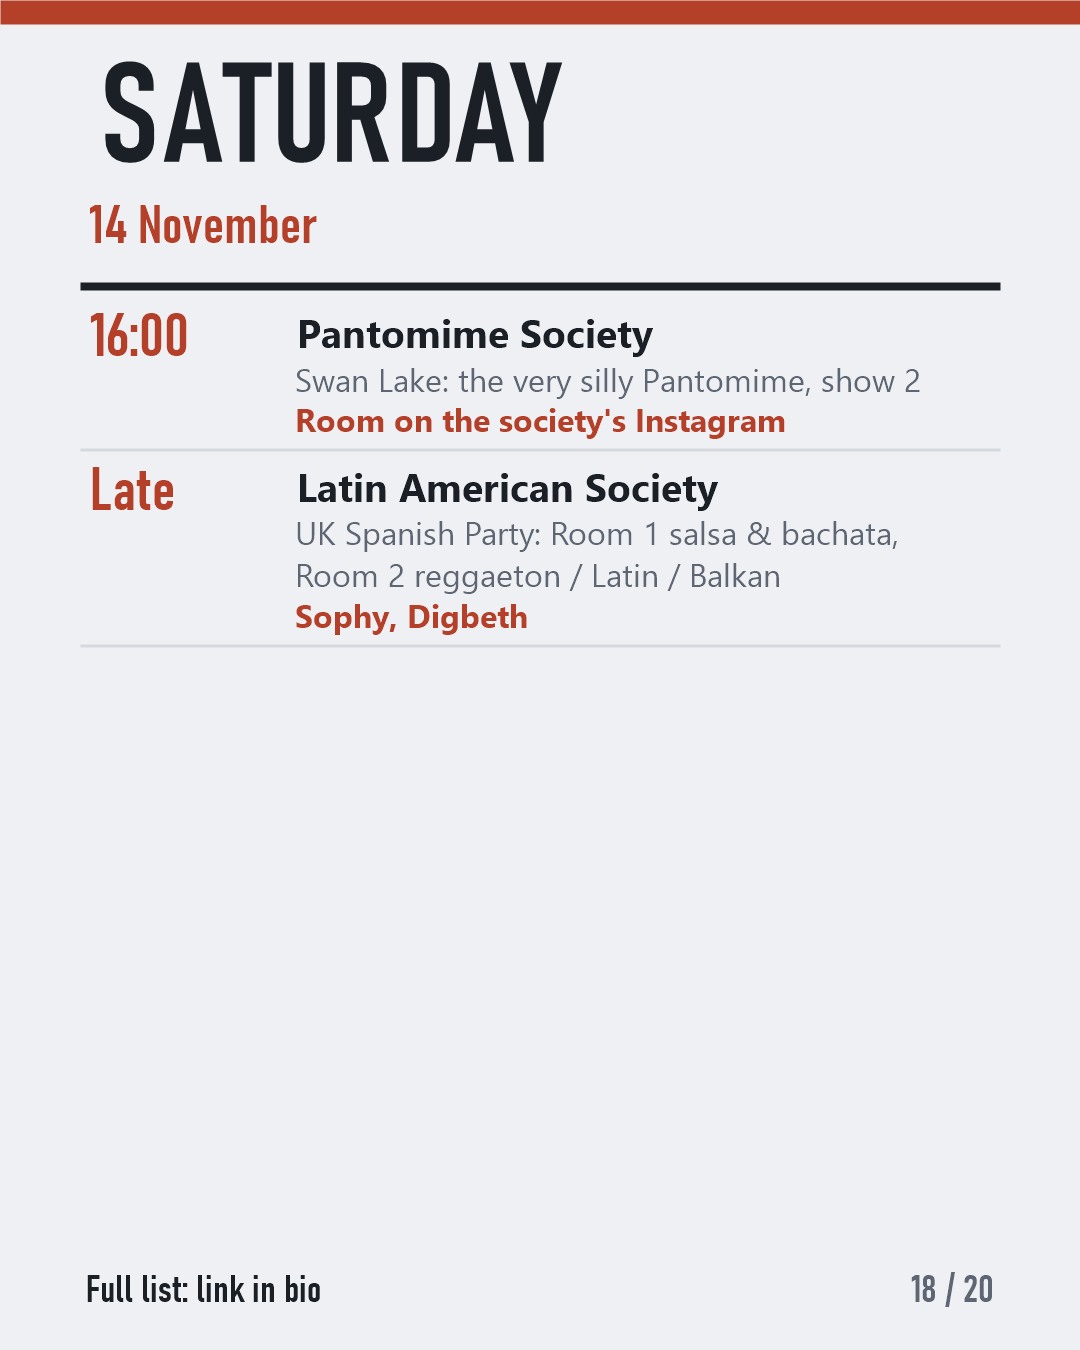 SATURDAY
14 November
16:00
Pantomime Society
Swan Lake: the very silly Pantomime, show 2
Room on the society's Instagram
Late
Latin American Society
UK Spanish Party: Room 1 salsa & bachata,
Room 2 reggaeton / Latin / Balkan
Sophy, Digbeth
Full list: link in bio
18 / 20